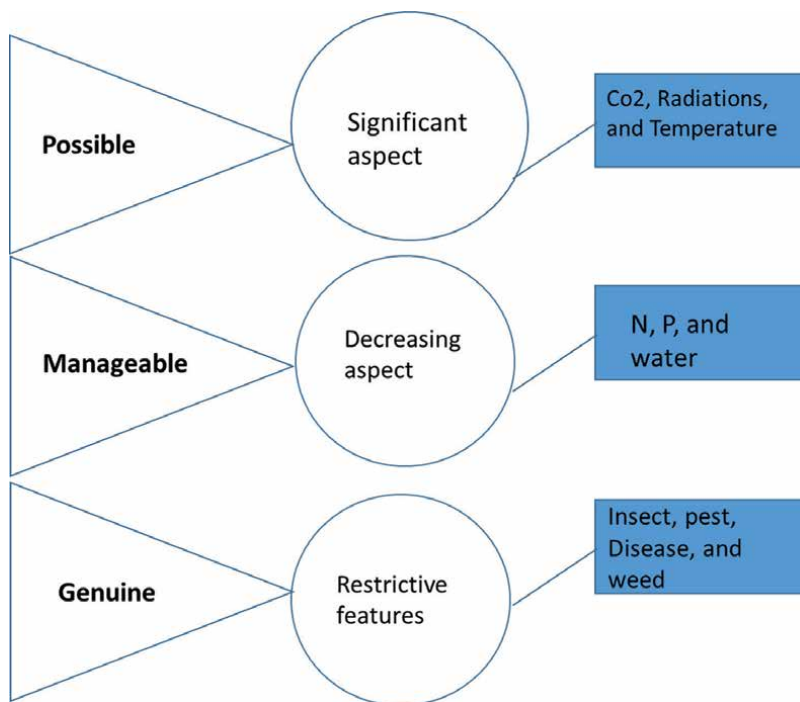 Possible
Significant
aspect
Co2, Radiations,
and Temperature
Manageable
Decreasing
aspect
N, P, and
water
Genuine
Restrictive
features
Insect, pest,
Disease, and
weed